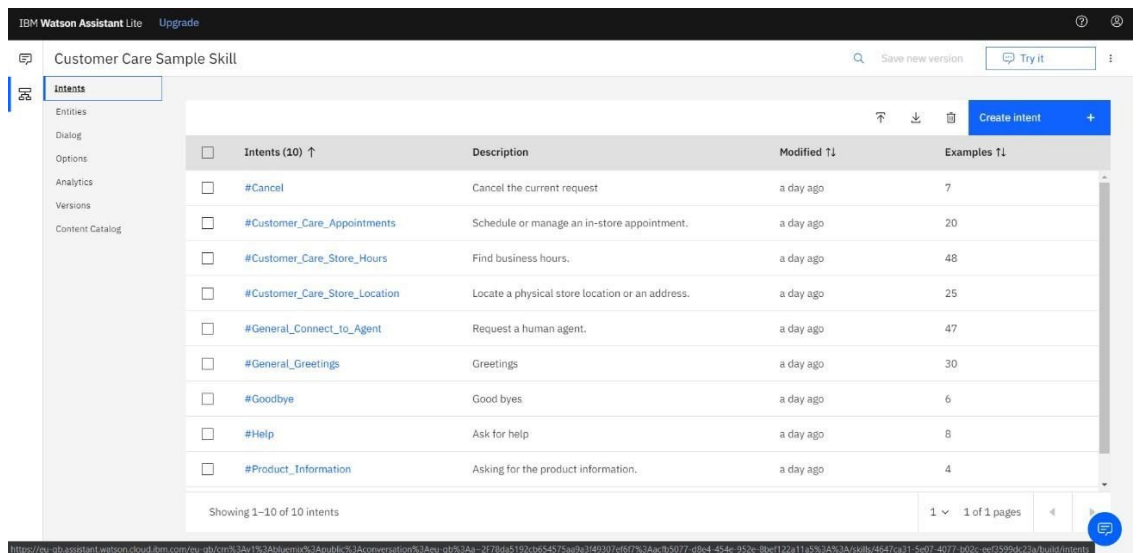 IBM Watson Assistant Lite Upgrade
Customer Care Sample Skill Save new version Try it
Intents
Entities
Dialog
Options
Analytics
Versions
Content Catalog
Create intent +
Intents (10) ↑ Description Modified ↑↓ Examples ↑↓
#Cancel Cancel the current request a day ago 7
#Customer_Care_Appointments Schedule or manage an in-store appointment. a day ago 20
#Customer_Care_Store_Hours Find business hours. a day ago 48
#Customer_Care_Store_Location Locate a physical store location or an address. a day ago 25
#General_Connect_to_Agent Request a human agent. a day ago 47
#General_Greetings Greetings a day ago 30
#Goodbye Good byes a day ago 6
#Help Ask for help a day ago 8
#Product_Information Asking for the product information. a day ago 4
Showing 1–10 of 10 intents 1 1 of 1 pages